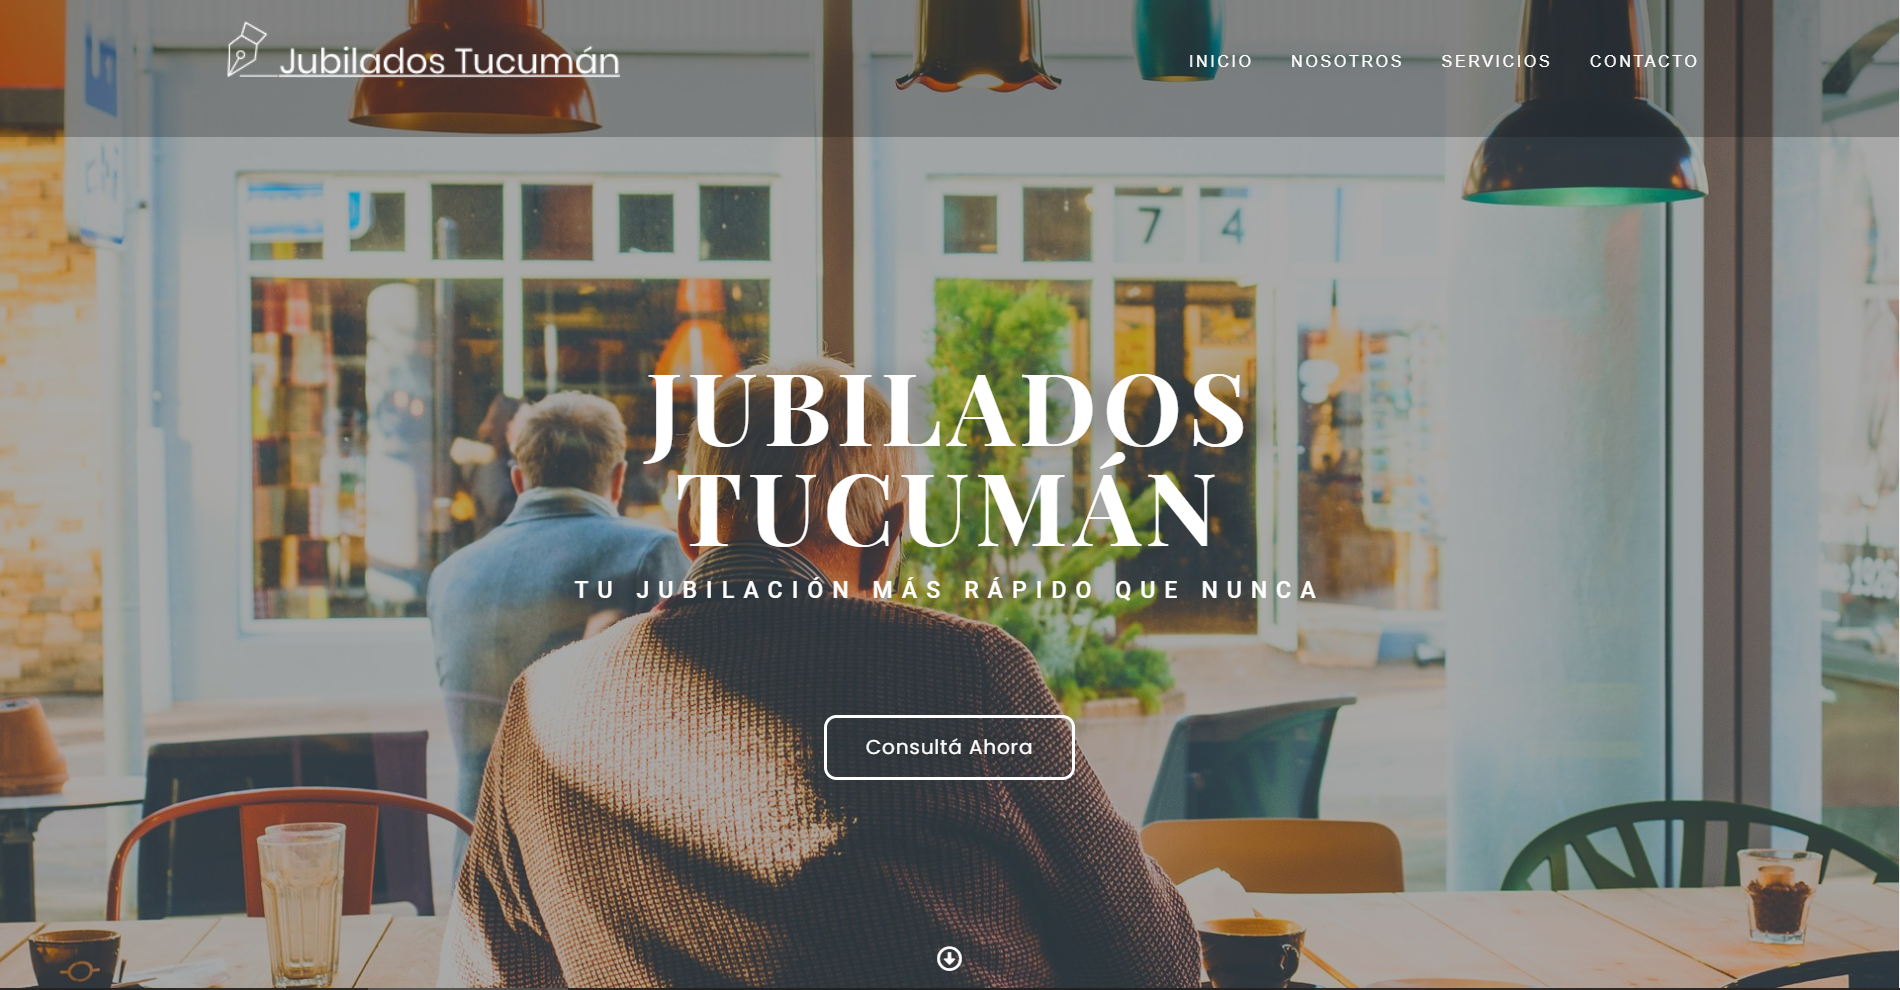 Jubilados Tucumán
INICIO NOSOTROS SERVICIOS CONTACTO
7 4
JUBILADOS
TUCUMÁN
TU JUBILACIÓN MÁS RÁPIDO QUE NUNCA
Consultá Ahora